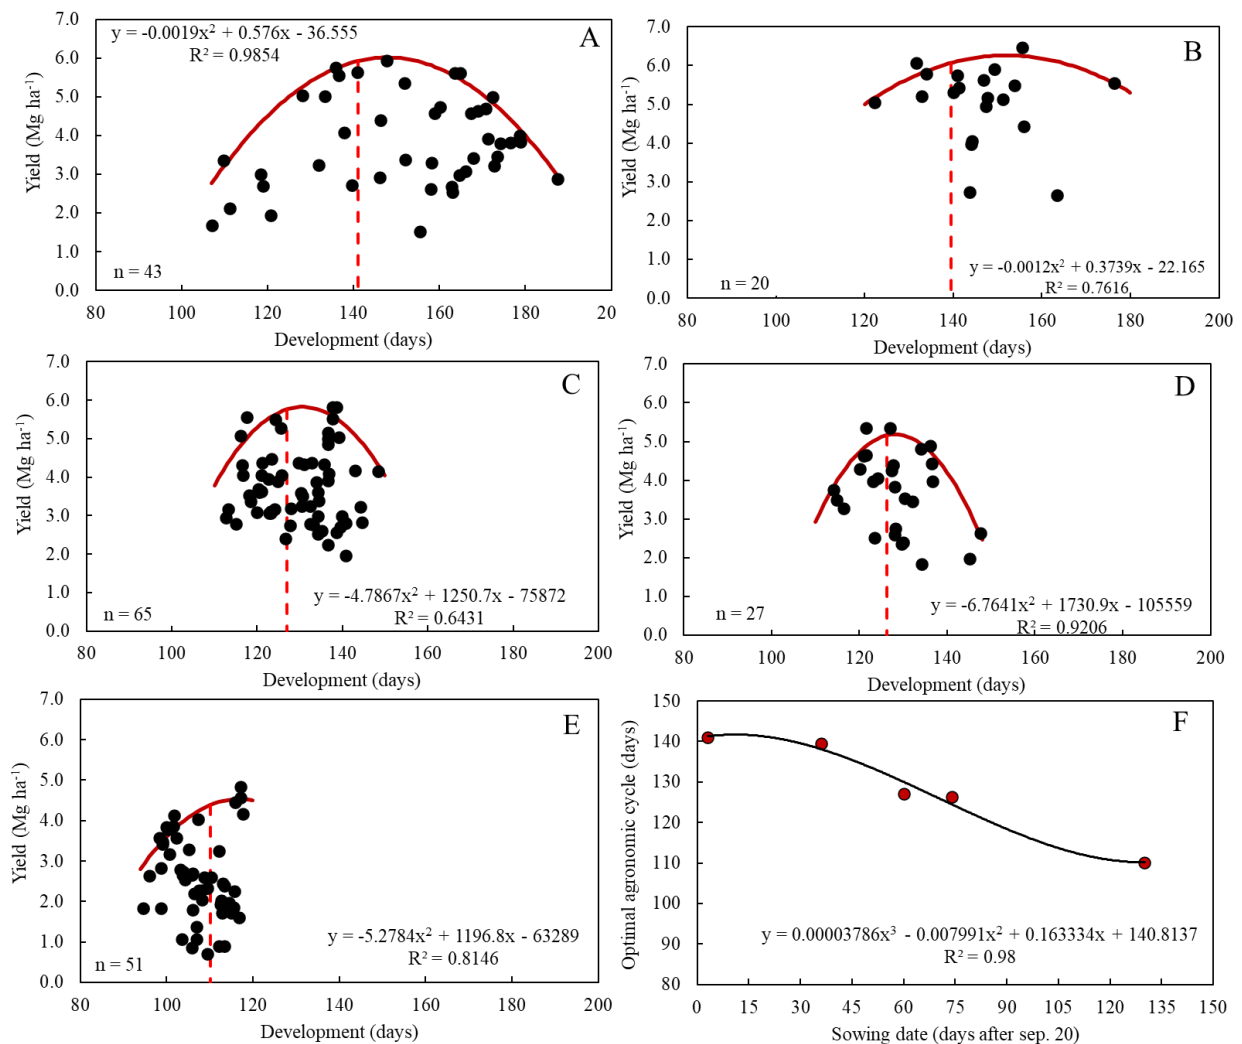 y = -0.0019x² + 0.576x - 36.555
R² = 0.9854
A
7.0
6.0
5.0
4.0
3.0
2.0
1.0
0.0
Yield (Mg ha⁻¹)
n = 43
80 100 120 140 160 180 20
Development (days)
B
7.0
6.0
5.0
4.0
3.0
2.0
1.0
0.0
Yield (Mg ha⁻¹)
y = -0.0012x² + 0.3739x - 22.165
R² = 0.7616
n = 20
80 100 120 140 160 180 200
Development (days)
C
7.0
6.0
5.0
4.0
3.0
2.0
1.0
0.0
Yield (Mg ha⁻¹)
y = -4.7867x² + 1250.7x - 75872
R² = 0.6431
n = 65
80 100 120 140 160 180 200
Development (days)
D
7.0
6.0
5.0
4.0
3.0
2.0
1.0
0.0
Yield (Mg ha⁻¹)
y = -6.7641x² + 1730.9x - 105559
R² = 0.9206
n = 27
80 100 120 140 160 180 200
Development (days)
E
7.0
6.0
5.0
4.0
3.0
2.0
1.0
0.0
Yield (Mg ha⁻¹)
y = -5.2784x² + 1196.8x - 63289
R² = 0.8146
n = 51
80 100 120 140 160 180 200
Development (days)
F
150
140
130
120
110
100
90
80
Optimal agronomic cycle (days)
y = 0.00003786x³ - 0.007991x² + 0.163334x + 140.8137
R² = 0.98
0 15 30 45 60 75 90 105 120 135 150
Sowing date (days after sep. 20)